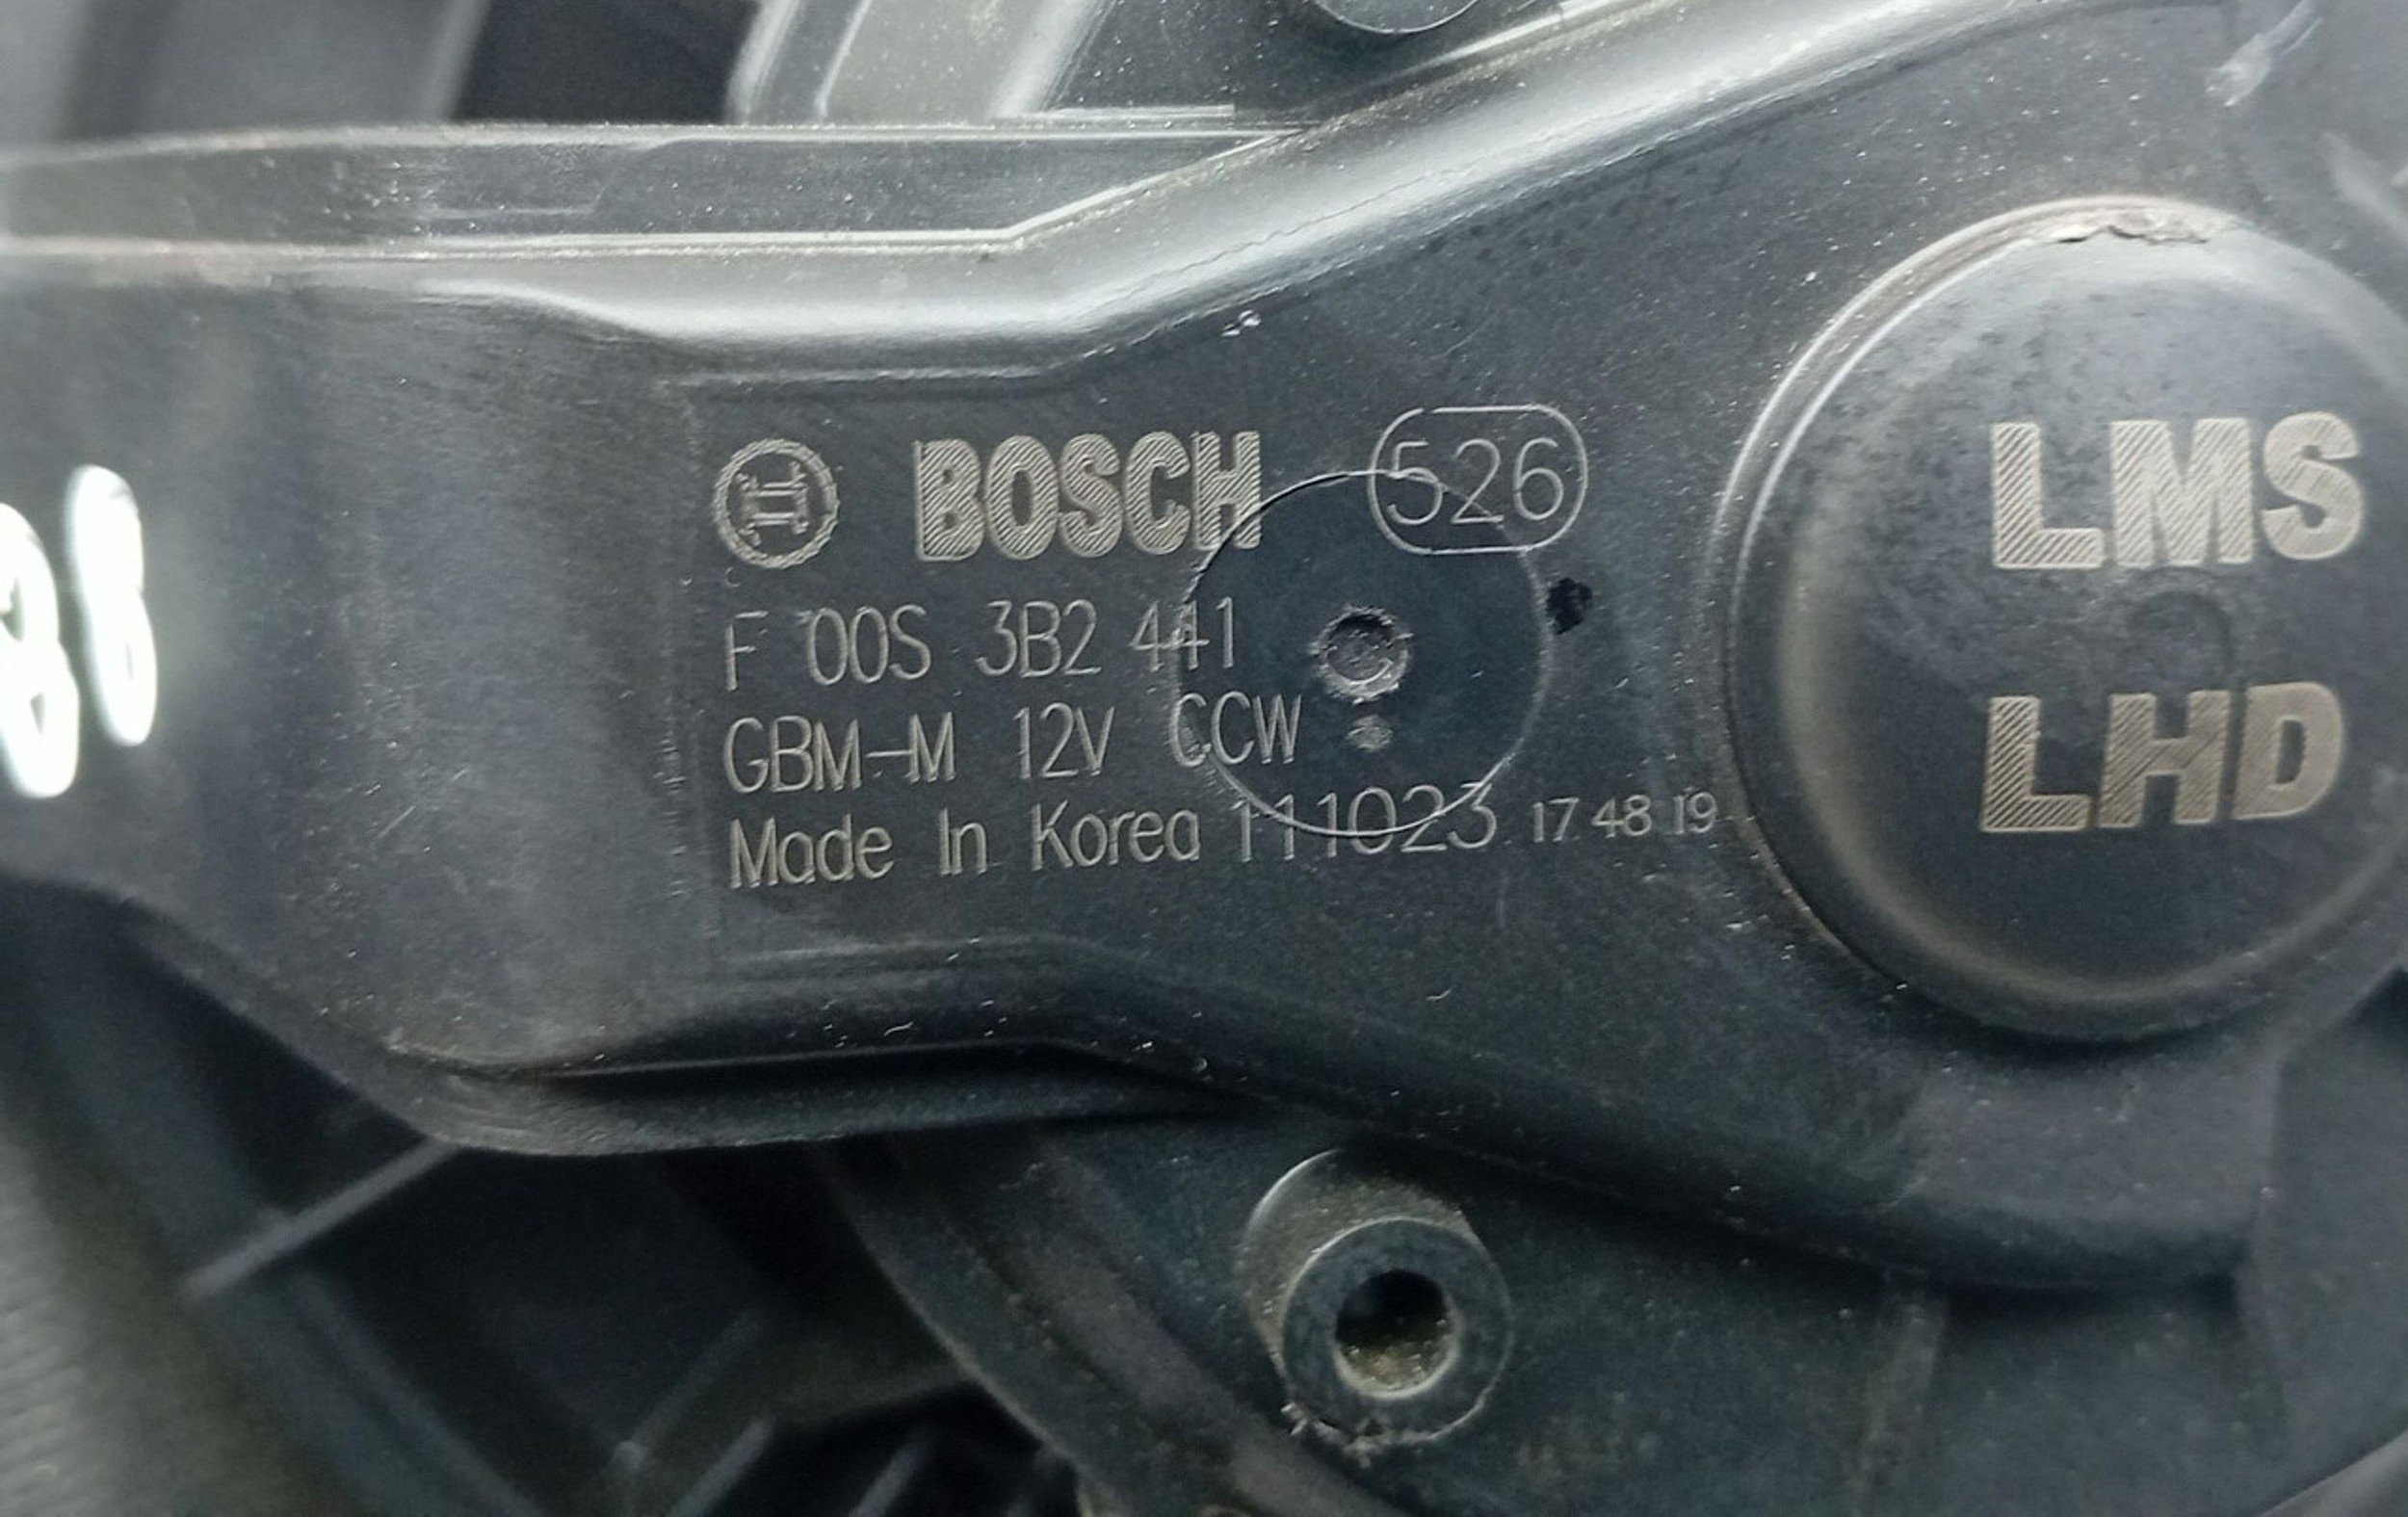 BOSCH 526
F 00S 3B2 441
GBM-M 12V CCW
Made In Korea 111023 17 48 19
LMS
LHD